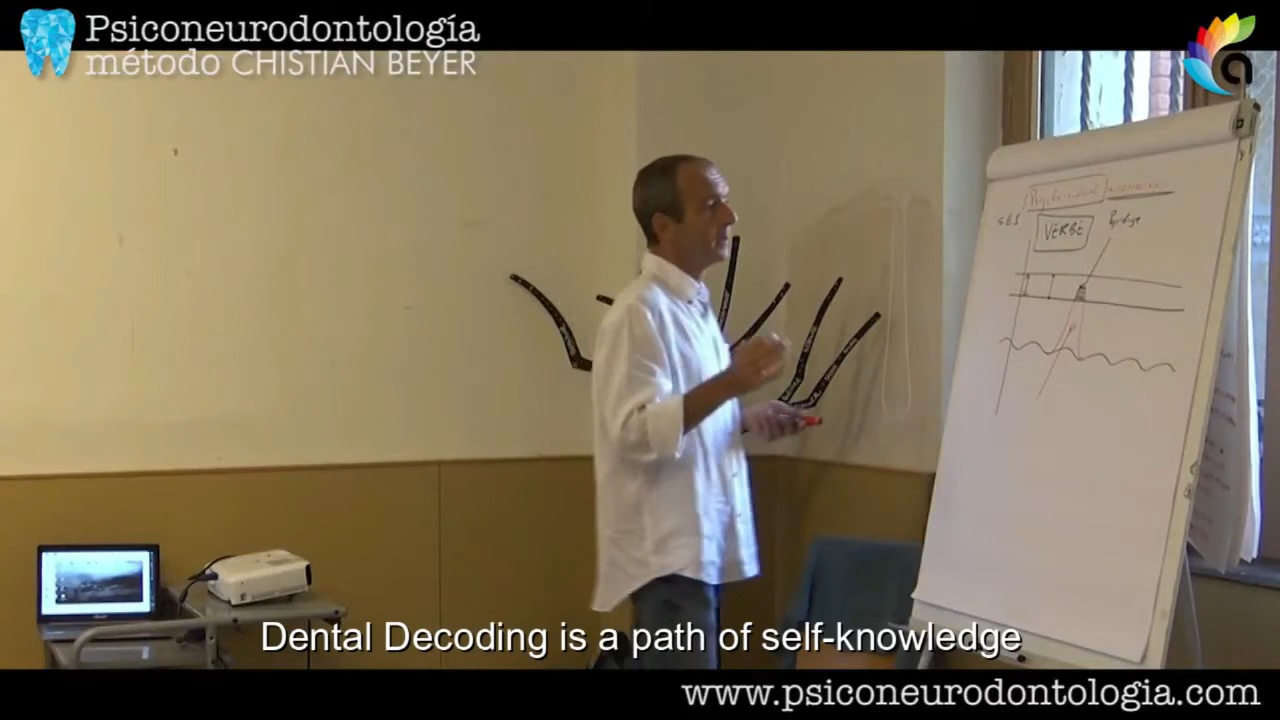 Psiconeurodontología
método CHISTIAN BEYER
a
VERBE
Dental Decoding is a path of self-knowledge
www.psiconeurodontologia.com